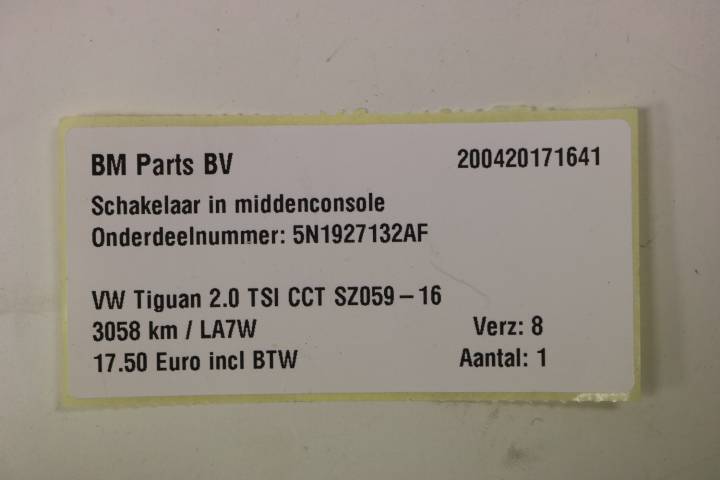 BM Parts BV 200420171641
Schakelaar in middenconsole
Onderdeelnummer: 5N1927132AF
VW Tiguan 2.0 TSI CCT SZ059 – 16
3058 km / LA7W Verz: 8
17.50 Euro incl BTW Aantal: 1